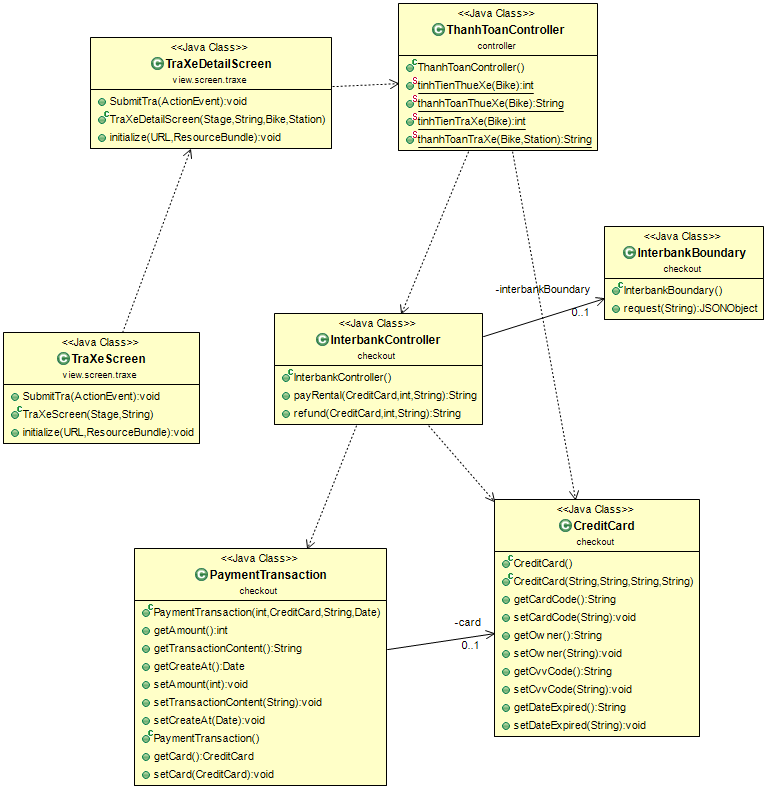 <<Java Class>>
ThanhToanController
controller
ThanhToanController()
tinhTienThueXe(Bike):int
thanhToanThueXe(Bike):String
tinhTienTraXe(Bike):int
thanhToanTraXe(Bike,Station):String
<<Java Class>>
TraXeDetailScreen
view.screen.traxe
SubmitTra(ActionEvent):void
TraXeDetailScreen(Stage,String,Bike,Station)
initialize(URL,ResourceBundle):void
<<Java Class>>
InterbankBoundary
checkout
InterbankBoundary()
request(String):JSONObject
-interbankBoundary
0..1
<<Java Class>>
InterbankController
checkout
InterbankController()
payRental(CreditCard,int,String):String
refund(CreditCard,int,String):String
<<Java Class>>
TraXeScreen
view.screen.traxe
SubmitTra(ActionEvent):void
TraXeScreen(Stage,String)
initialize(URL,ResourceBundle):void
<<Java Class>>
CreditCard
checkout
CreditCard()
CreditCard(String,String,String,String)
getCardCode():String
setCardCode(String):void
getOwner():String
setOwner(String):void
getCvvCode():String
setCvvCode(String):void
getDateExpired():String
setDateExpired(String):void
<<Java Class>>
PaymentTransaction
checkout
PaymentTransaction(int,CreditCard,String,Date)
getAmount():int
getTransactionContent():String
getCreateAt():Date
setAmount(int):void
setTransactionContent(String):void
setCreateAt(Date):void
PaymentTransaction()
getCard():CreditCard
setCard(CreditCard):void
-card
0..1